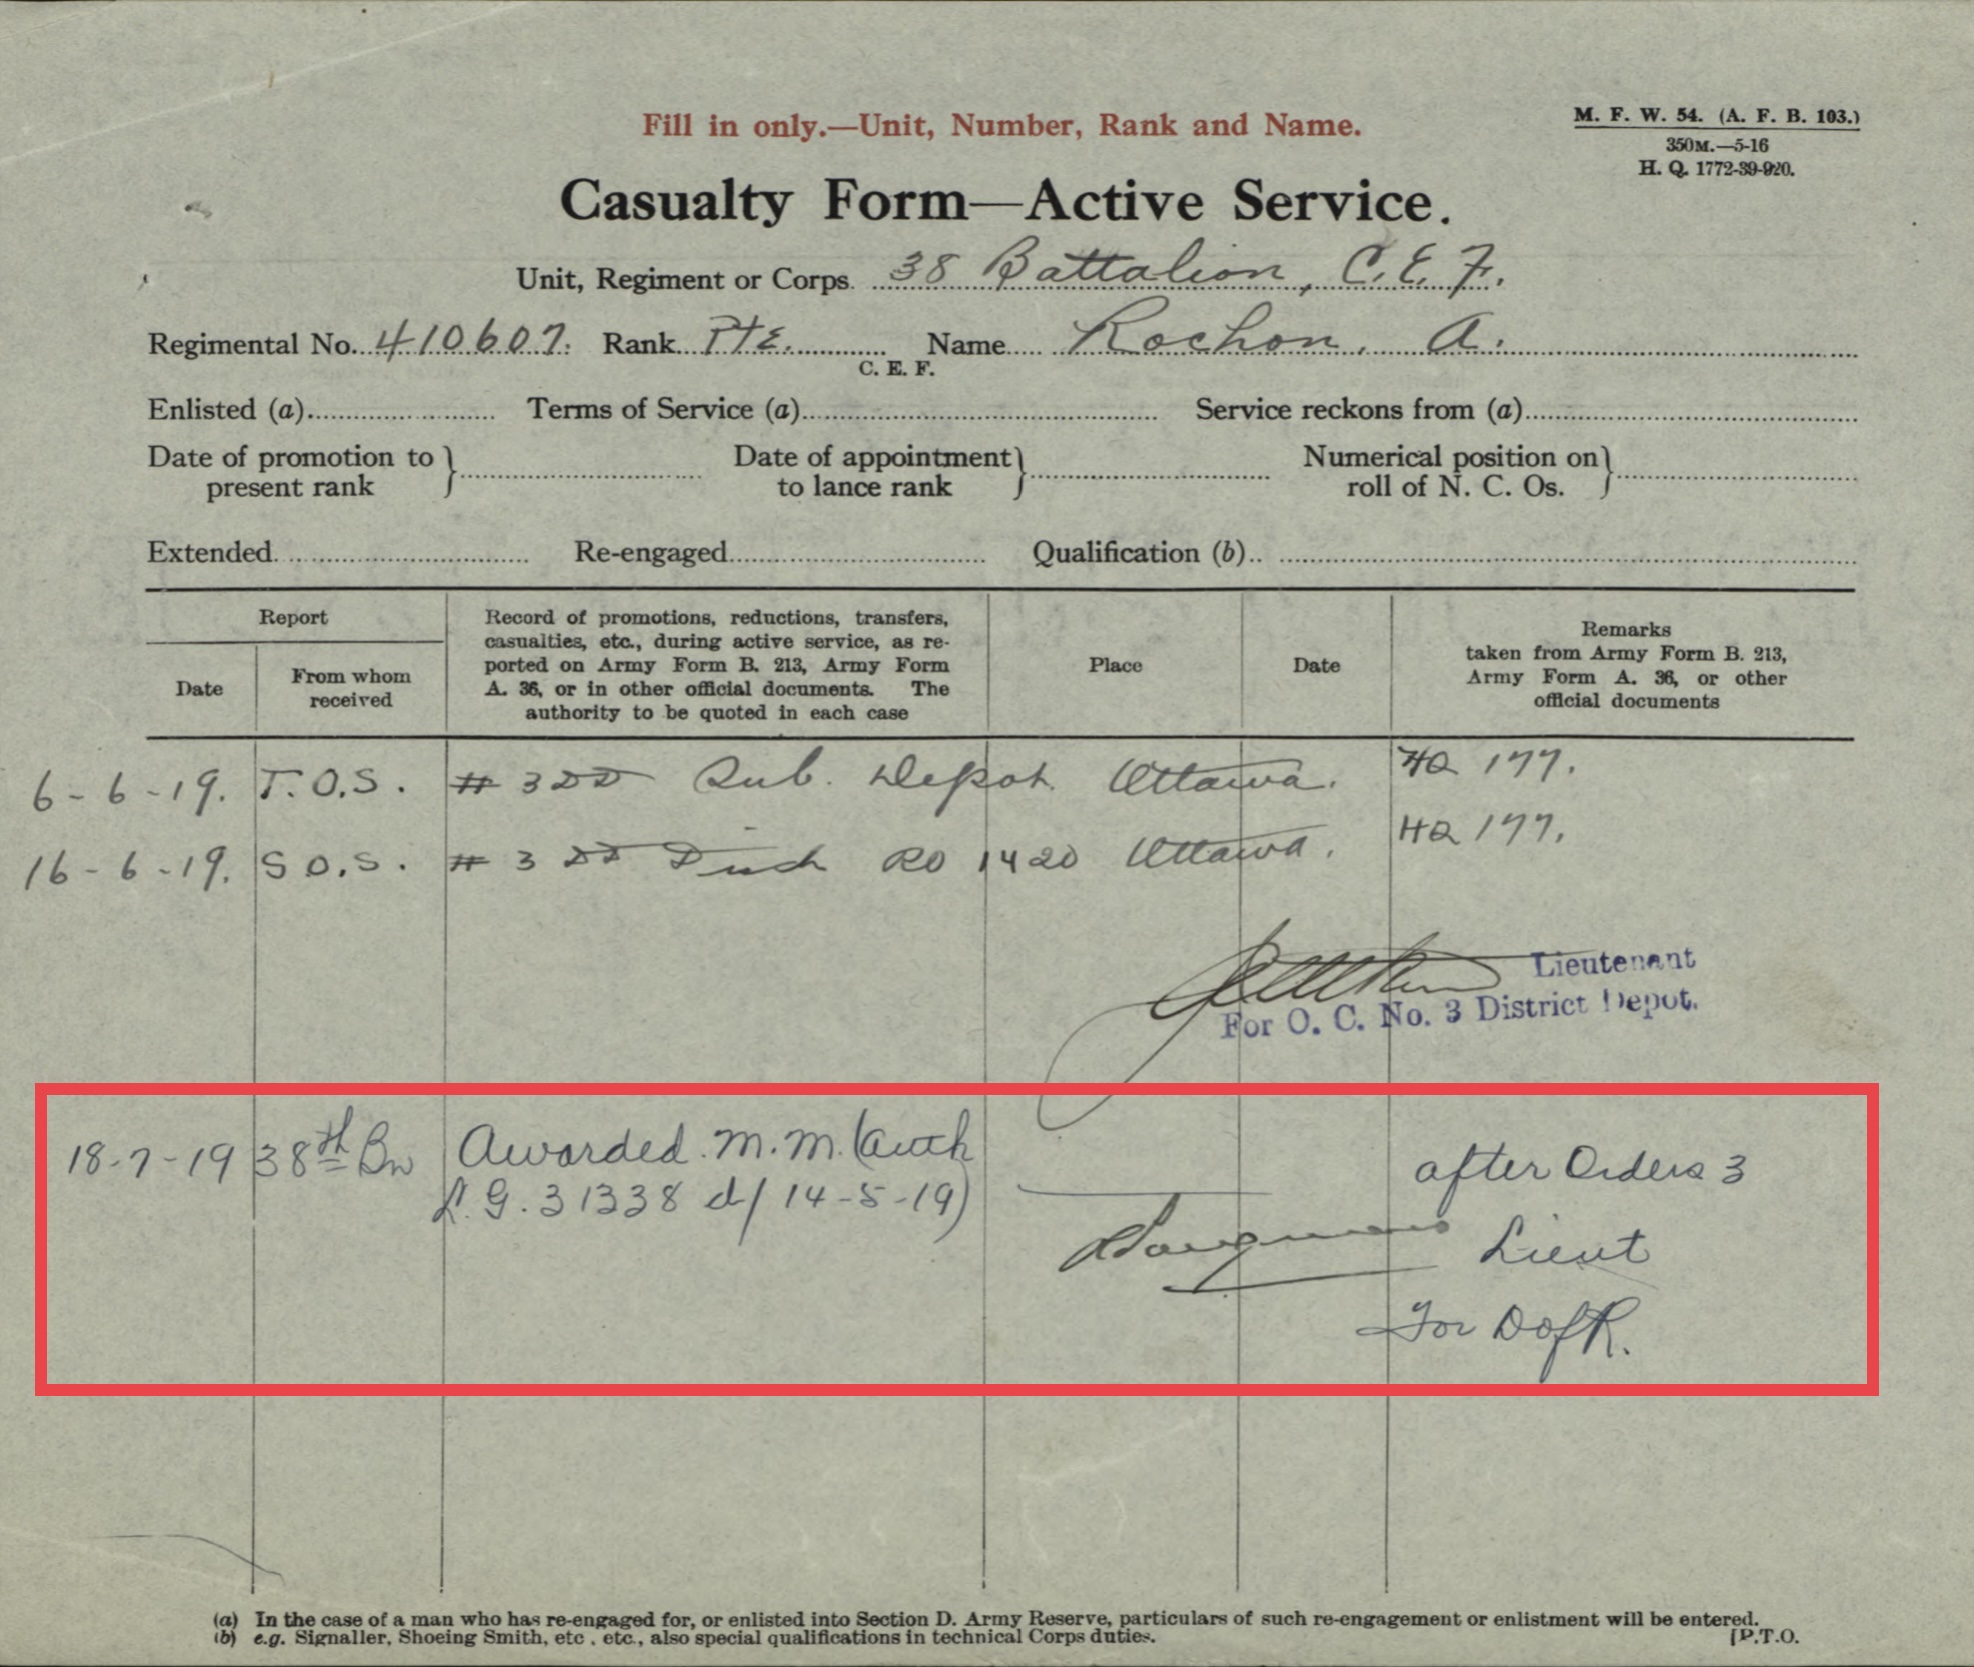 Fill in only.—Unit, Number, Rank and Name.
M. F. W. 54. (A. F. B. 103.)
350M.—5-16
H. Q. 1772-39-920.
Casualty Form—Active Service.
Unit, Regiment or Corps. 38 Battalion, C.E.F.
Regimental No. 410607. Rank Pte. Name Rochon, A.
C. E. F.
Enlisted (a) Terms of Service (a) Service reckons from (a)
Date of promotion to present rank } Date of appointment to lance rank } Numerical position on roll of N. C. Os. }
Extended Re-engaged Qualification (b)
Report
Date
From whom received
Record of promotions, reductions, transfers,
casualties, etc., during active service, as re-
ported on Army Form B. 213, Army Form
A. 36, or in other official documents. The
authority to be quoted in each case
Place
Date
Remarks
taken from Army Form B. 213,
Army Form A. 36, or other
official documents
6-6-19. T.O.S. # 3 DD Sub. Depot Ottawa. HQ 177.
16-6-19. S.O.S. # 3 DD Disch RO 1420 Ottawa. HQ 177.
Lieutenant
For O. C. No. 3 District Depot.
18-7-19 38th Bn Awarded M.M. (auth after Orders 3
L.G. 31338 d/ 14-5-19)
Lieut
For DofR.
(a) In the case of a man who has re-engaged for, or enlisted into Section D. Army Reserve, particulars of such re-engagement or enlistment will be entered.
(b) e.g. Signaller, Shoeing Smith, etc., etc., also special qualifications in technical Corps duties.
[P.T.O.